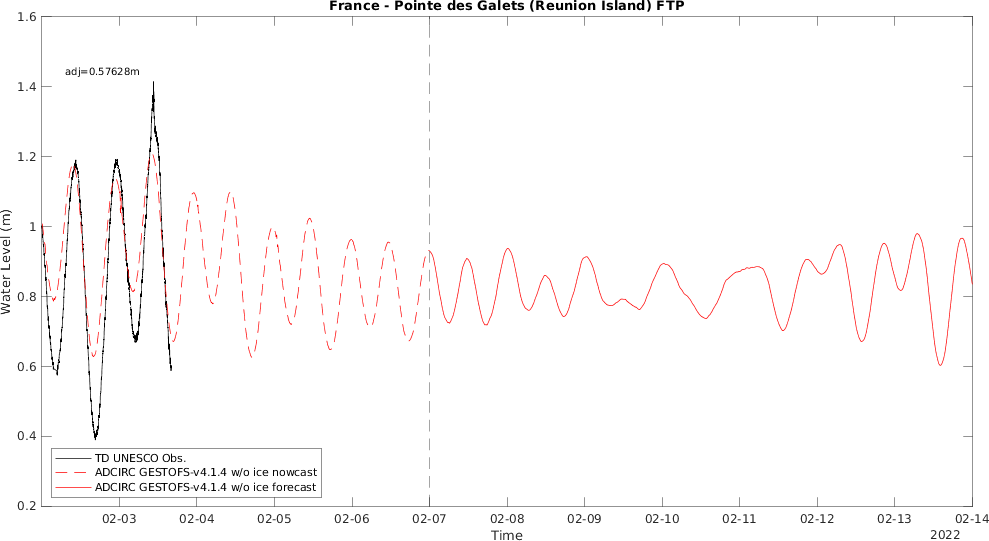 France - Pointe des Galets (Reunion Island) FTP
1.6
1.4
1.2
1
0.8
0.6
0.4
0.2
Water Level (m)
adj=0.57628m
TD UNESCO Obs.
ADCIRC GESTOFS-v4.1.4 w/o ice nowcast
ADCIRC GESTOFS-v4.1.4 w/o ice forecast
02-03 02-04 02-05 02-06 02-07 02-08 02-09 02-10 02-11 02-12 02-13 02-14
Time
2022